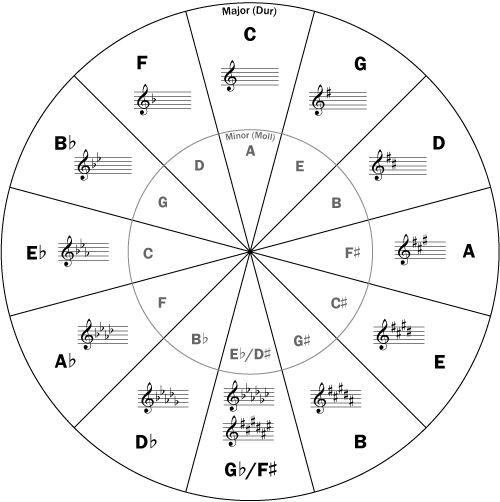 Major (Dur)
C
G
D
A
E
B
G♭/F♯
D♭
A♭
E♭
B♭
F
Minor (Moll)
A
E
B
F♯
C♯
G♯
E♭/D♯
B♭
F
C
G
D